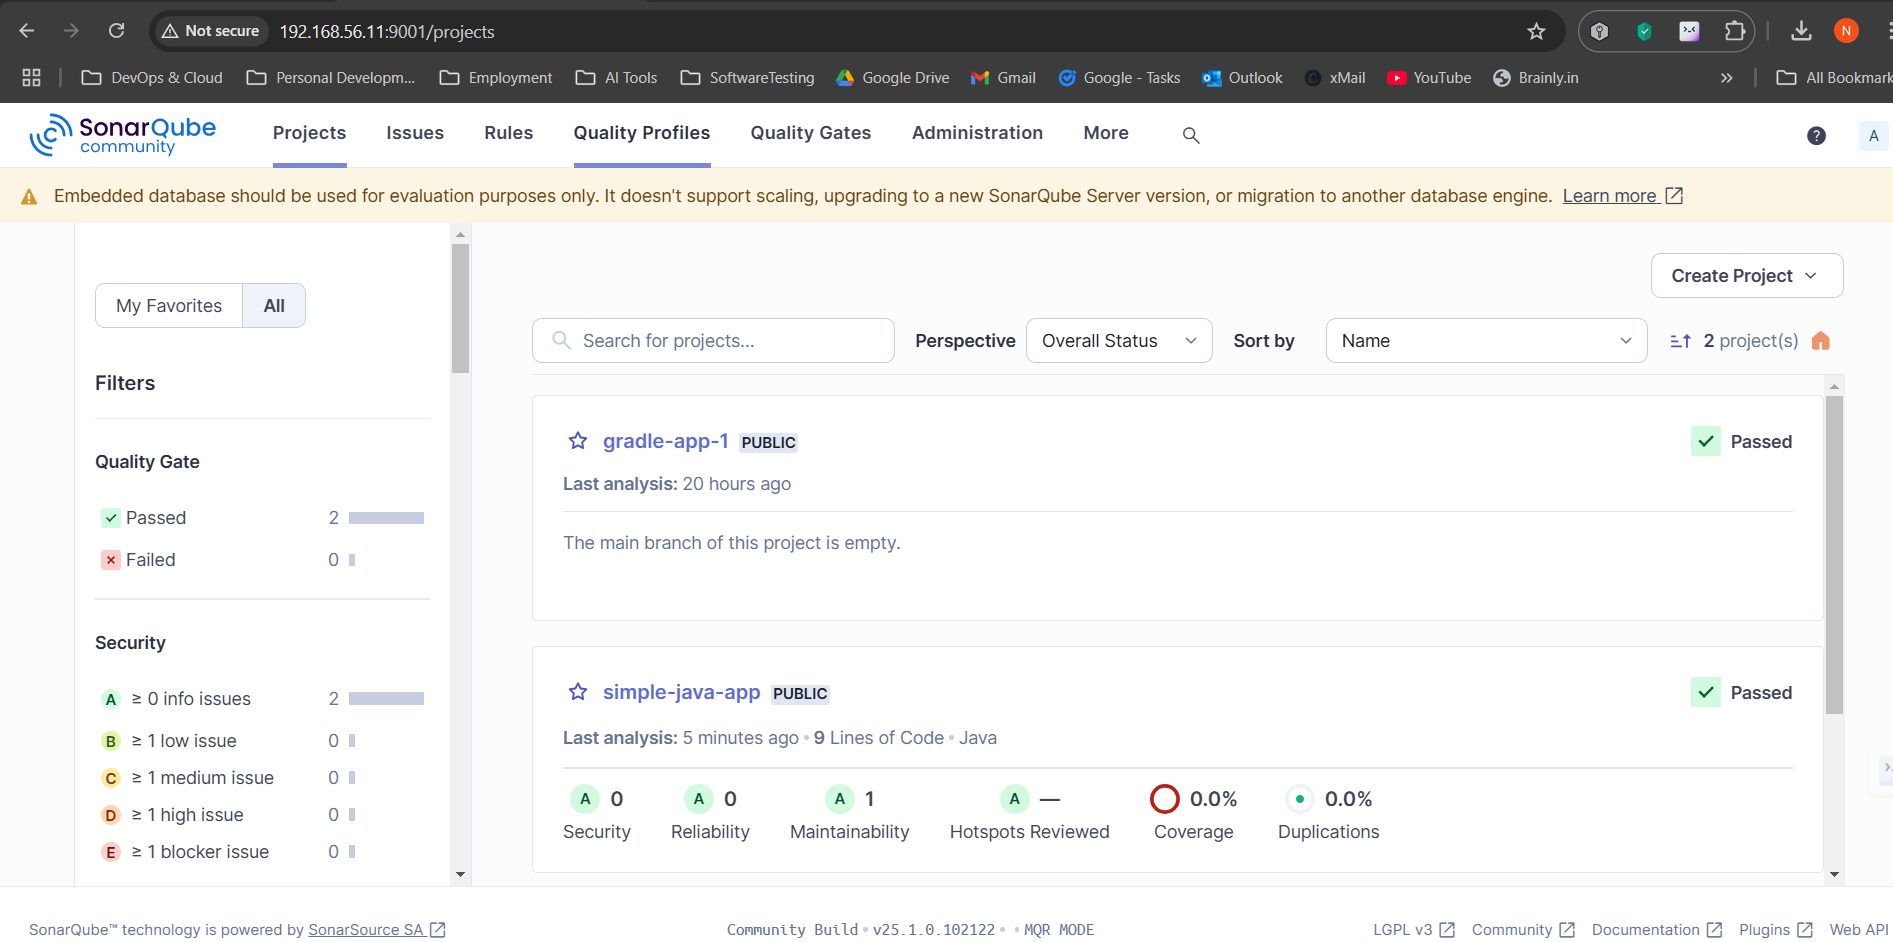 Not secure 192.168.56.11:9001/projects N
DevOps & Cloud Personal Developm... Employment AI Tools SoftwareTesting Google Drive Gmail Google - Tasks Outlook xMail YouTube Brainly.in » All Bookmark
SonarQube community Projects Issues Rules Quality Profiles Quality Gates Administration More ? A
Embedded database should be used for evaluation purposes only. It doesn't support scaling, upgrading to a new SonarQube Server version, or migration to another database engine. Learn more
My Favorites All
Filters
Quality Gate
Passed 2
Failed 0
Security
A ≥ 0 info issues 2
B ≥ 1 low issue 0
C ≥ 1 medium issue 0
D ≥ 1 high issue 0
E ≥ 1 blocker issue 0
Create Project
Search for projects... Perspective Overall Status Sort by Name 2 project(s)
gradle-app-1 PUBLIC Passed
Last analysis: 20 hours ago
The main branch of this project is empty.
simple-java-app PUBLIC Passed
Last analysis: 5 minutes ago • 9 Lines of Code • Java
A 0 A 0 A 1 A — 0.0% 0.0%
Security Reliability Maintainability Hotspots Reviewed Coverage Duplications
SonarQube™ technology is powered by SonarSource SA Community Build • v25.1.0.102122 • • MQR MODE LGPL v3 Community Documentation Plugins Web API